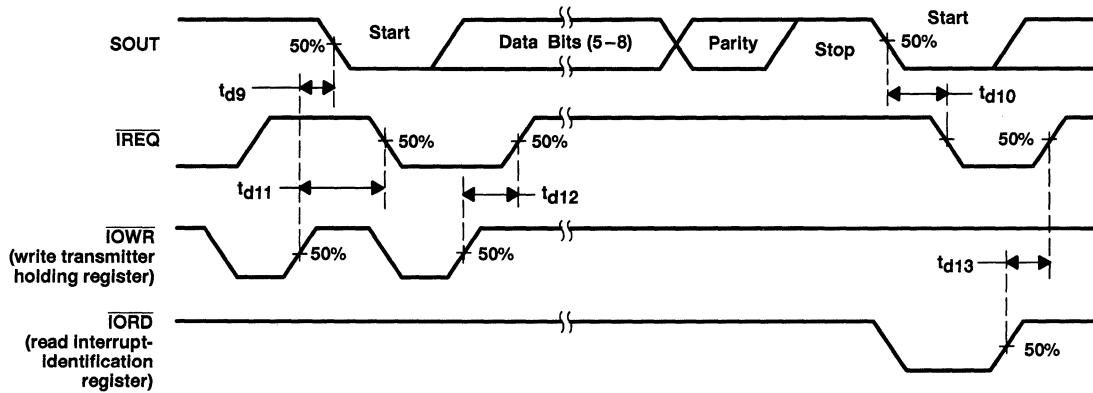 SOUT
50%
Start
Data Bits (5–8)
Parity
Stop
50%
Start
td9
td10
IREQ
50%
50%
50%
td11
td12
IOWR
(write transmitter
holding register)
50%
50%
td13
IORD
(read interrupt-
identification
register)
50%